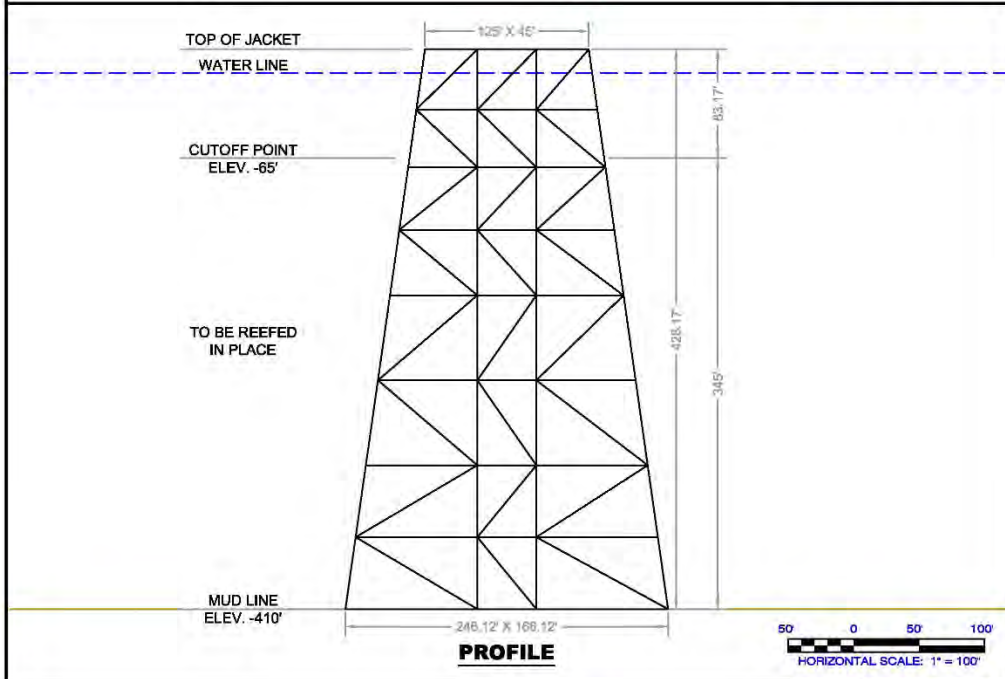 125' X 45'
TOP OF JACKET
WATER LINE
83.17'
CUTOFF POINT
ELEV. -65'
TO BE REEFED
IN PLACE
428.17'
345'
MUD LINE
ELEV. -410'
246.12' X 166.12'
PROFILE
50' 0 50' 100'
HORIZONTAL SCALE: 1" = 100'